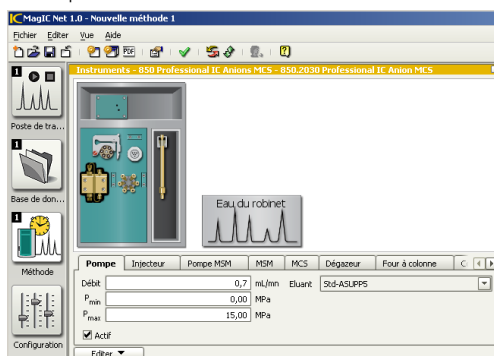 MagIC Net 1.0 - Nouvelle méthode 1
Fichier Editer Vue Aide
PDF
Instruments - 850 Professional IC Anions MCS - 850.2030 Professional IC Anion MCS
1
Poste de tra...
1
Base de don...
1
Méthode
Configuration
Eau du robinet
Pompe Injecteur Pompe MSM MSM MCS Dégazeur Four à colonne C
Débit 0,7 mL/mn Eluant Std-ASUPP5
Pmin 0,00 MPa
Pmax 15,00 MPa
Actif
Editer